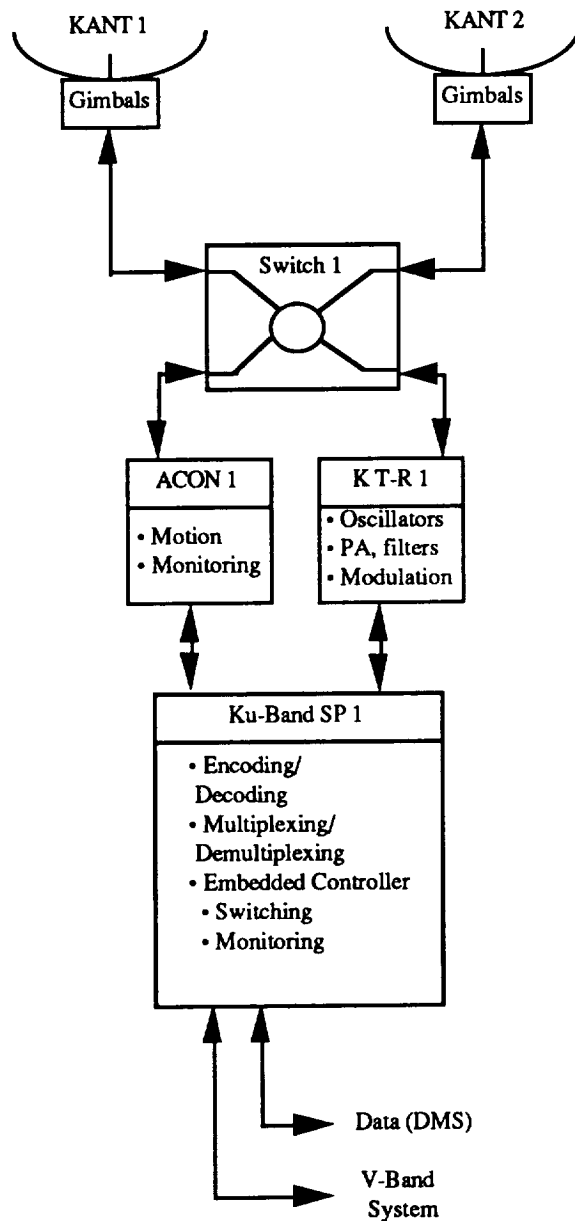 KANT 1
KANT 2
Gimbals
Gimbals
Switch 1
ACON 1
• Motion
• Monitoring
K T-R 1
• Oscillators
• PA, filters
• Modulation
Ku-Band SP 1
• Encoding/
Decoding
• Multiplexing/
Demultiplexing
• Embedded Controller
• Switching
• Monitoring
Data (DMS)
V-Band
System